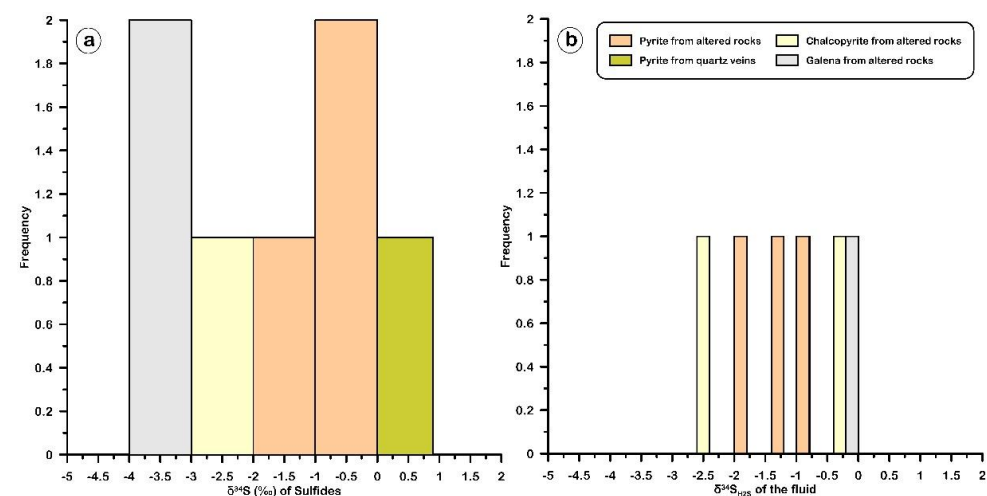 a
2
1.8
1.6
1.4
1.2
1
0.8
0.6
0.4
0.2
0
Frequency
-5 -4.5 -4 -3.5 -3 -2.5 -2 -1.5 -1 -0.5 0 0.5 1 1.5 2
δ³⁴S (‰) of Sulfides
b
Pyrite from altered rocks Chalcopyrite from altered rocks
Pyrite from quartz veins Galena from altered rocks
2
1.8
1.6
1.4
1.2
1
0.8
0.6
0.4
0.2
0
Frequency
-5 -4.5 -4 -3.5 -3 -2.5 -2 -1.5 -1 -0.5 0 0.5 1 1.5 2
δ³⁴S_H2S of the fluid